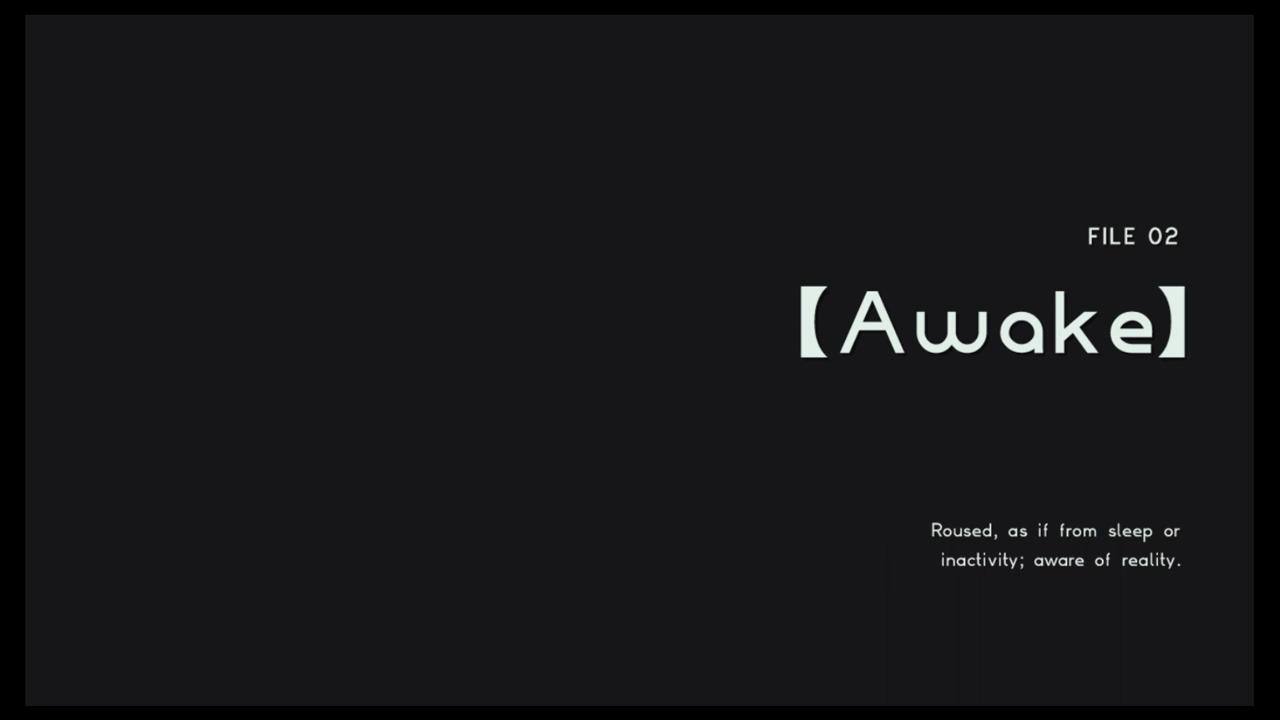 FILE 02
【Awake】
Roused, as if from sleep or
inactivity; aware of reality.